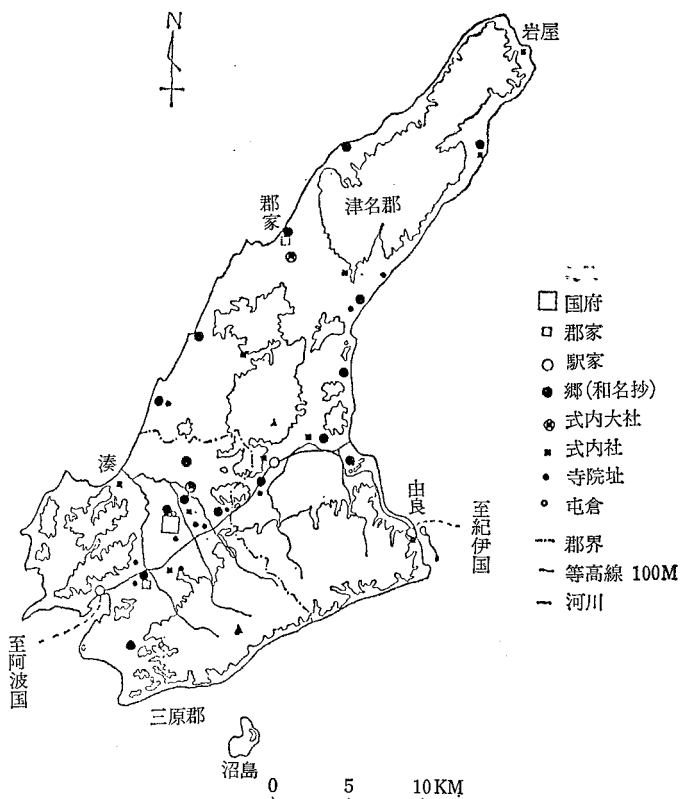 N
岩屋
郡家
津名郡
国府
郡家
駅家
郷(和名抄)
式内大社
式内社
寺院址
屯倉
郡界
等高線 100M
河川
湊
由良
至紀伊国
至阿波国
三原郡
沼島
0 5 10KM